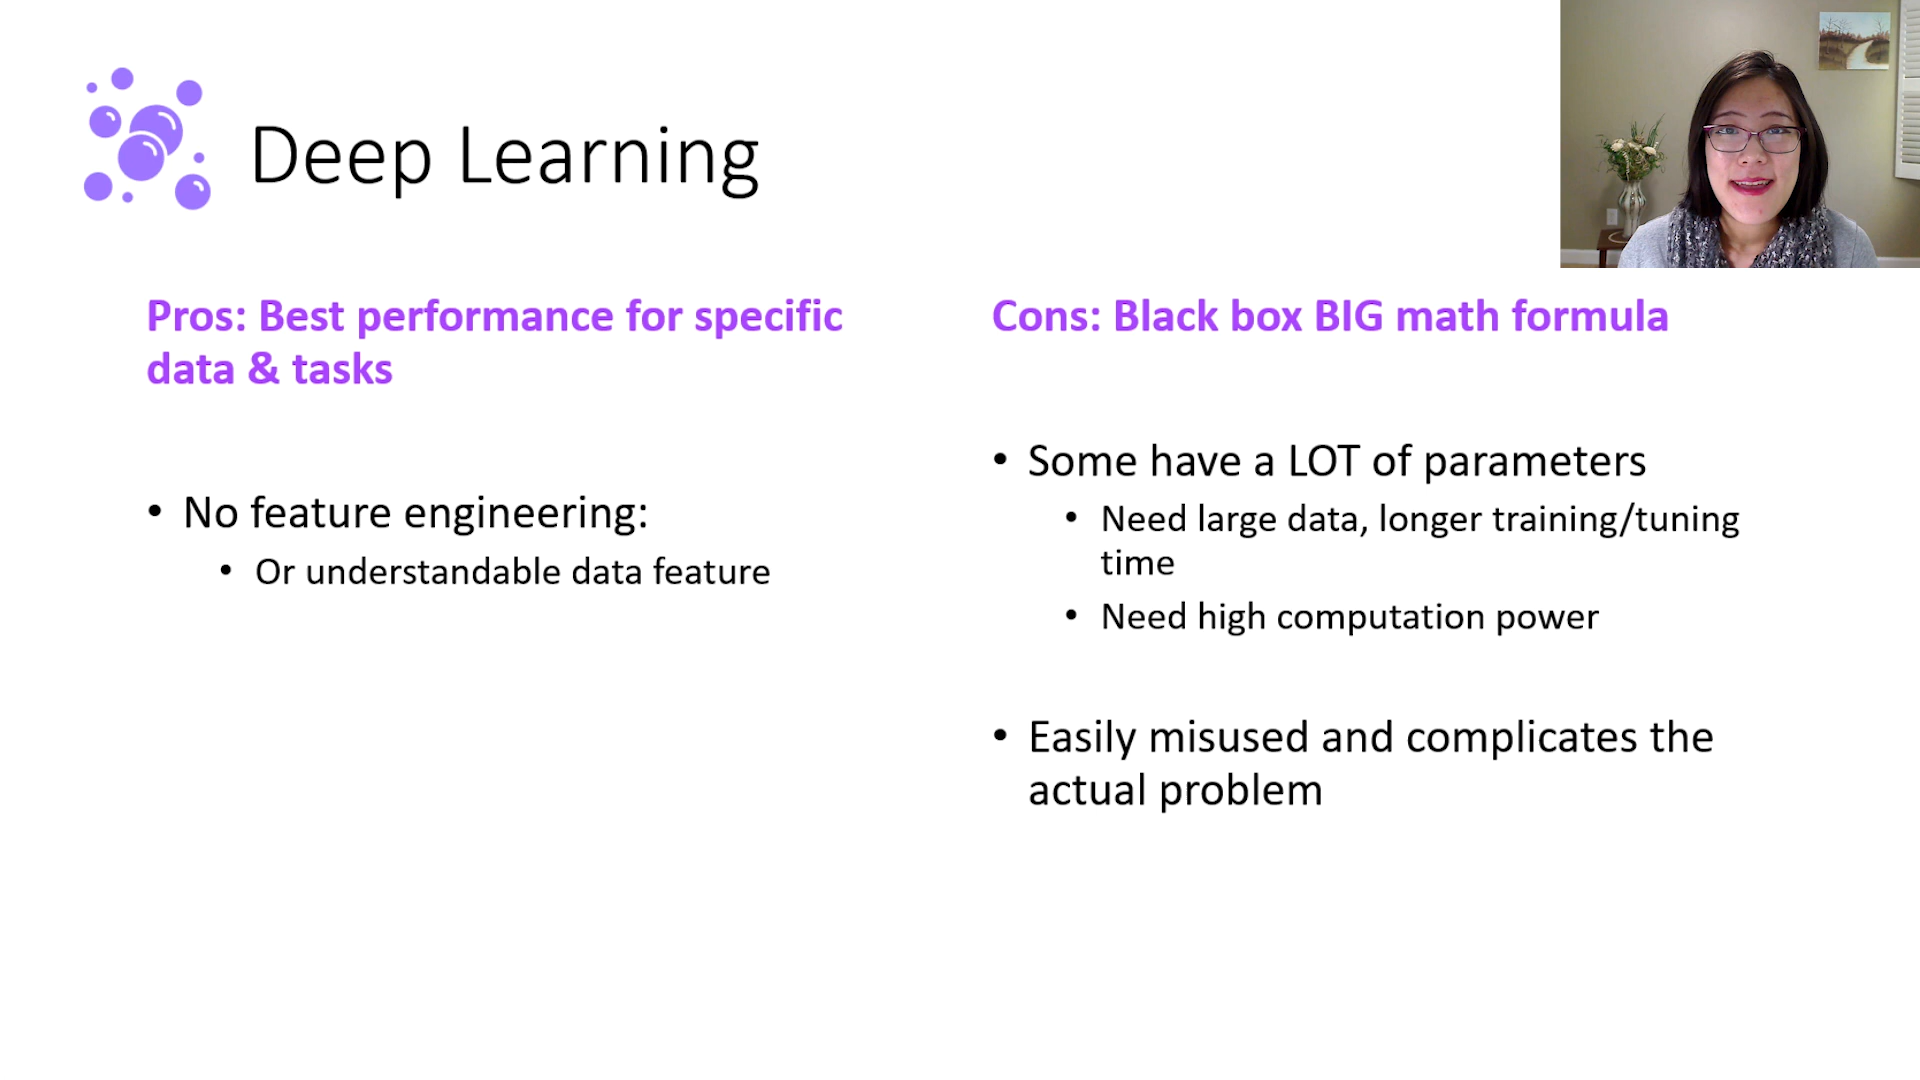 Deep Learning
Pros: Best performance for specific
data & tasks
• No feature engineering:
• Or understandable data feature
Cons: Black box BIG math formula
• Some have a LOT of parameters
• Need large data, longer training/tuning
time
• Need high computation power
• Easily misused and complicates the
actual problem